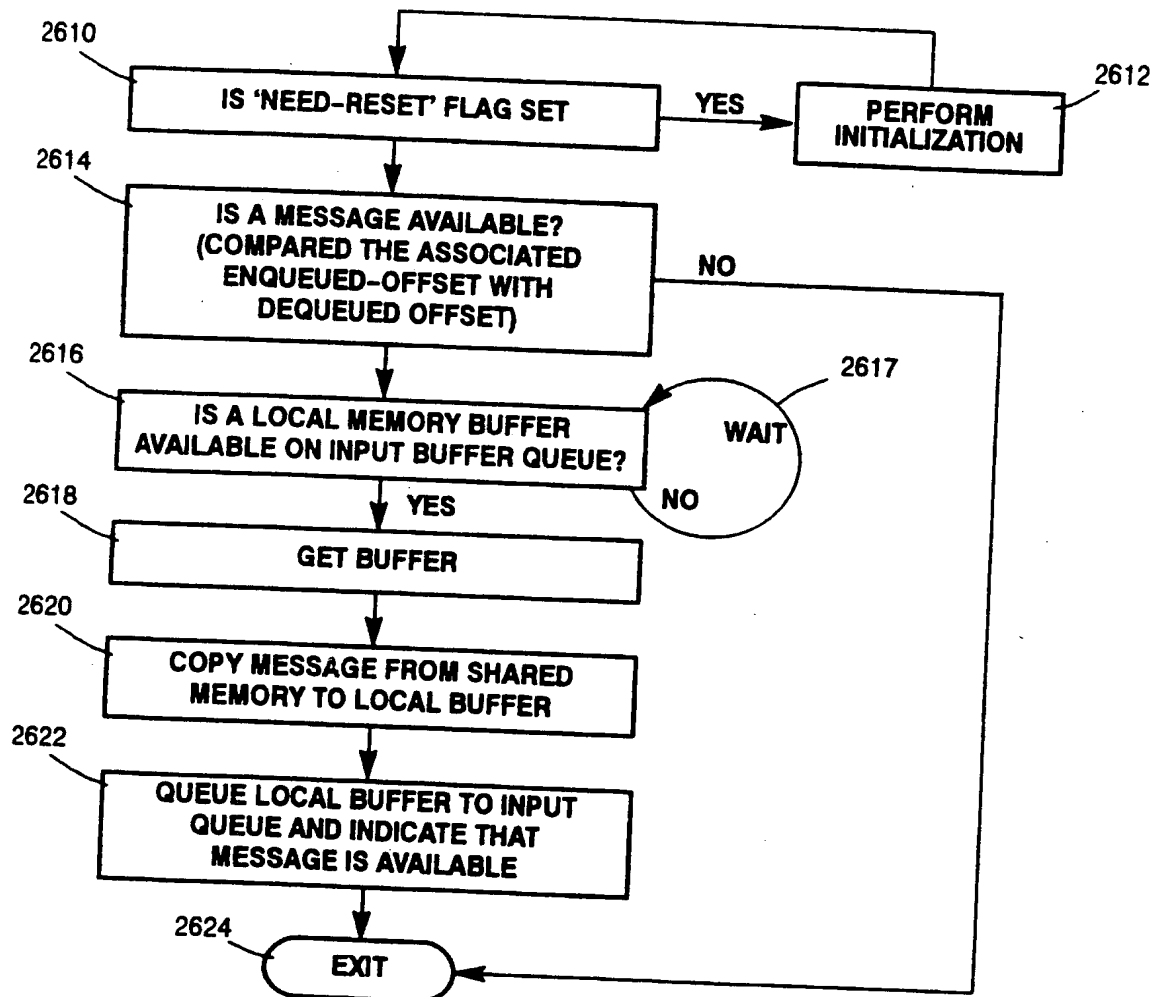 2610
IS ‘NEED–RESET’ FLAG SET
YES
PERFORM
INITIALIZATION
2612
2614
IS A MESSAGE AVAILABLE?
(COMPARED THE ASSOCIATED
ENQUEUED–OFFSET WITH
DEQUEUED OFFSET)
NO
2616
IS A LOCAL MEMORY BUFFER
AVAILABLE ON INPUT BUFFER QUEUE?
2617
WAIT
NO
YES
2618
GET BUFFER
2620
COPY MESSAGE FROM SHARED
MEMORY TO LOCAL BUFFER
2622
QUEUE LOCAL BUFFER TO INPUT
QUEUE AND INDICATE THAT
MESSAGE IS AVAILABLE
2624
EXIT